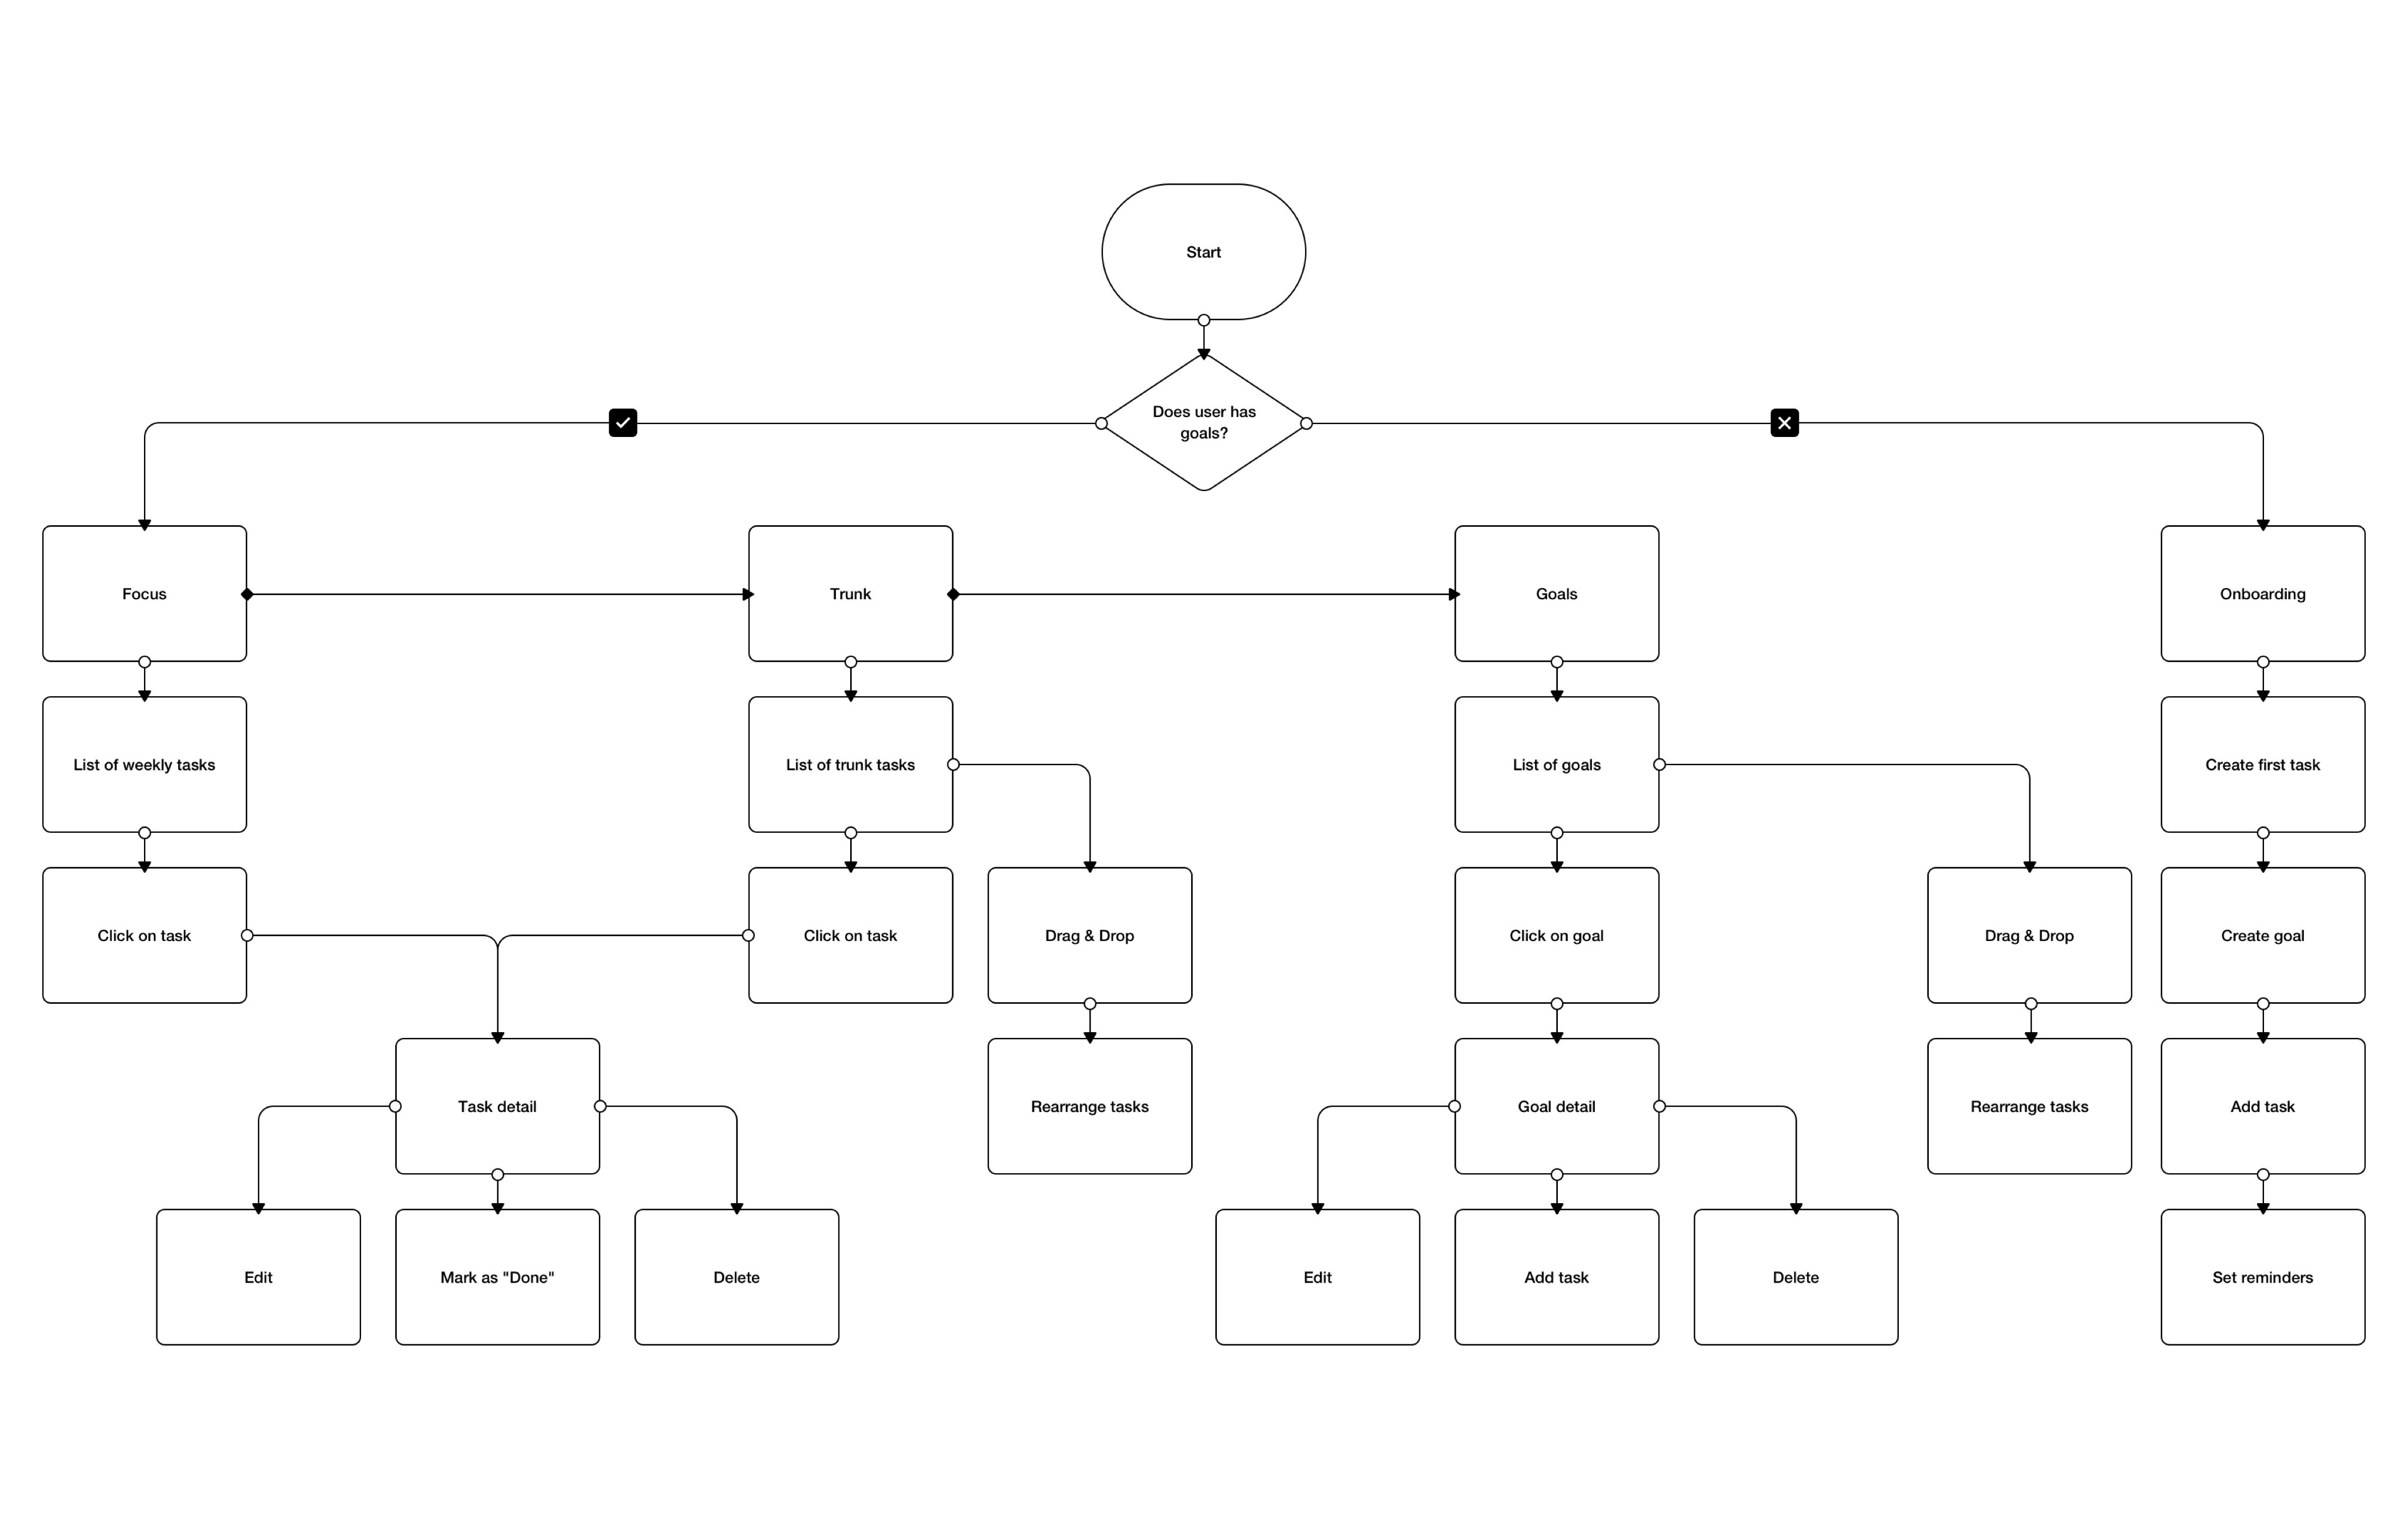 Start
Does user has
goals?
Focus
Trunk
Goals
Onboarding
List of weekly tasks
List of trunk tasks
List of goals
Create first task
Click on task
Click on task
Drag & Drop
Click on goal
Drag & Drop
Create goal
Task detail
Rearrange tasks
Goal detail
Rearrange tasks
Add task
Edit
Mark as "Done"
Delete
Edit
Add task
Delete
Set reminders